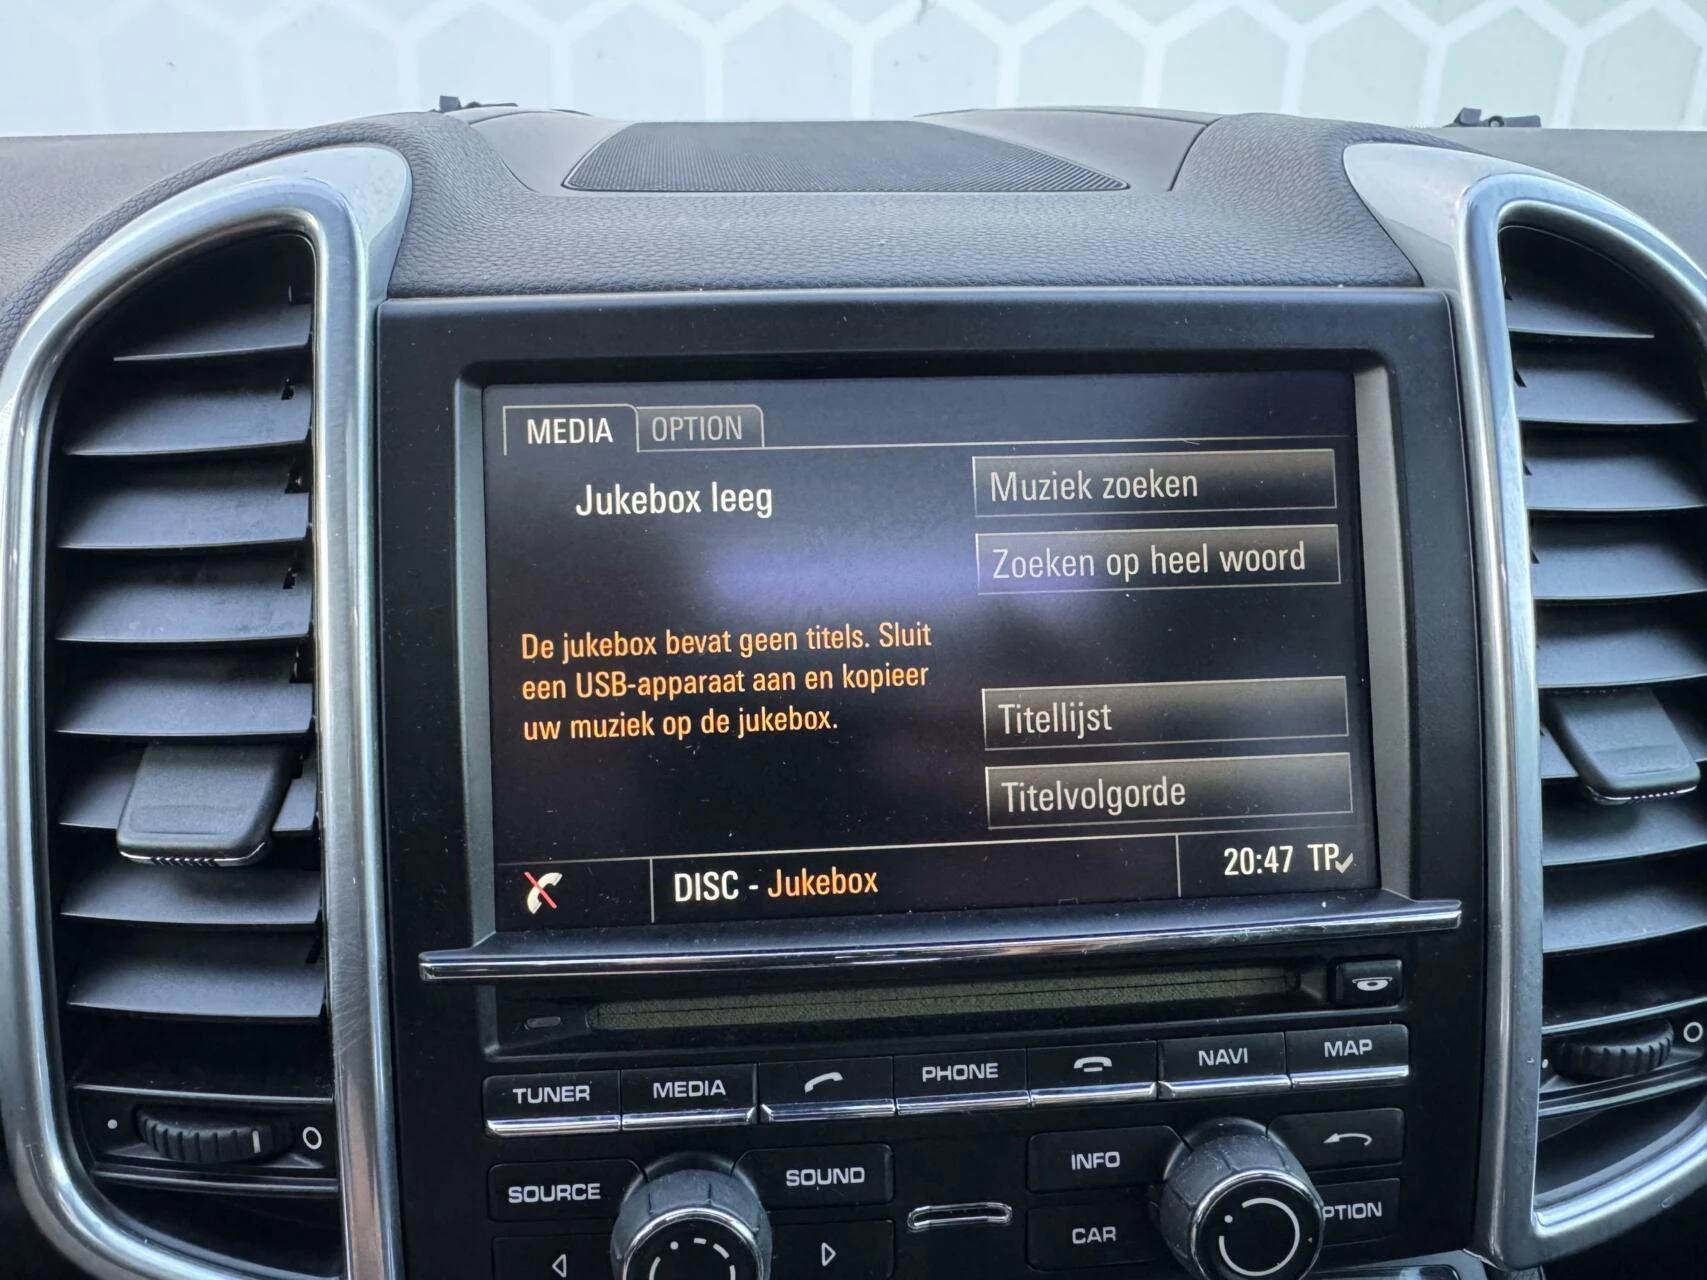 MEDIA OPTION
Jukebox leeg
Muziek zoeken
Zoeken op heel woord
De jukebox bevat geen titels. Sluit
een USB-apparaat aan en kopieer
uw muziek op de jukebox.
Titellijst
Titelvolgorde
DISC - Jukebox
20:47 TP
TUNER MEDIA PHONE NAVI MAP
SOURCE SOUND INFO
CAR PTION